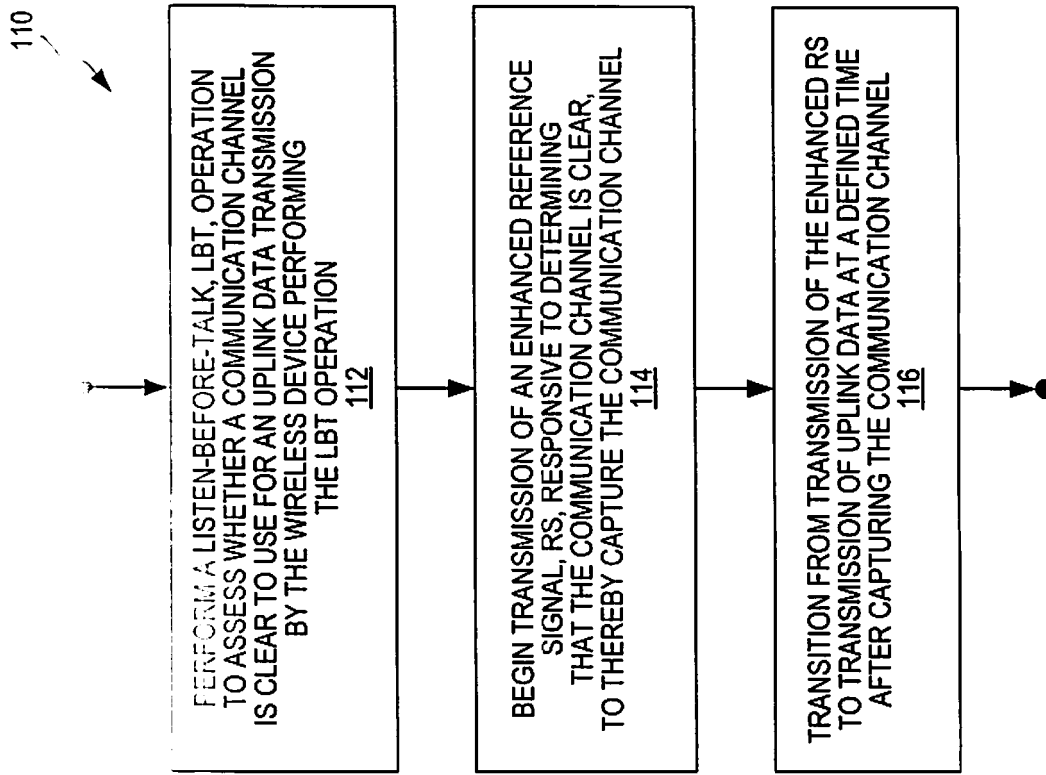 110
PERFORM A LISTEN-BEFORE-TALK, LBT, OPERATION
TO ASSESS WHETHER A COMMUNICATION CHANNEL
IS CLEAR TO USE FOR AN UPLINK DATA TRANSMISSION
BY THE WIRELESS DEVICE PERFORMING
THE LBT OPERATION
112
BEGIN TRANSMISSION OF AN ENHANCED REFERENCE
SIGNAL, RS, RESPONSIVE TO DETERMINING
THAT THE COMMUNICATION CHANNEL IS CLEAR,
TO THEREBY CAPTURE THE COMMUNICATION CHANNEL
114
TRANSITION FROM TRANSMISSION OF THE ENHANCED RS
TO TRANSMISSION OF UPLINK DATA AT A DEFINED TIME
AFTER CAPTURING THE COMMUNICATION CHANNEL
116